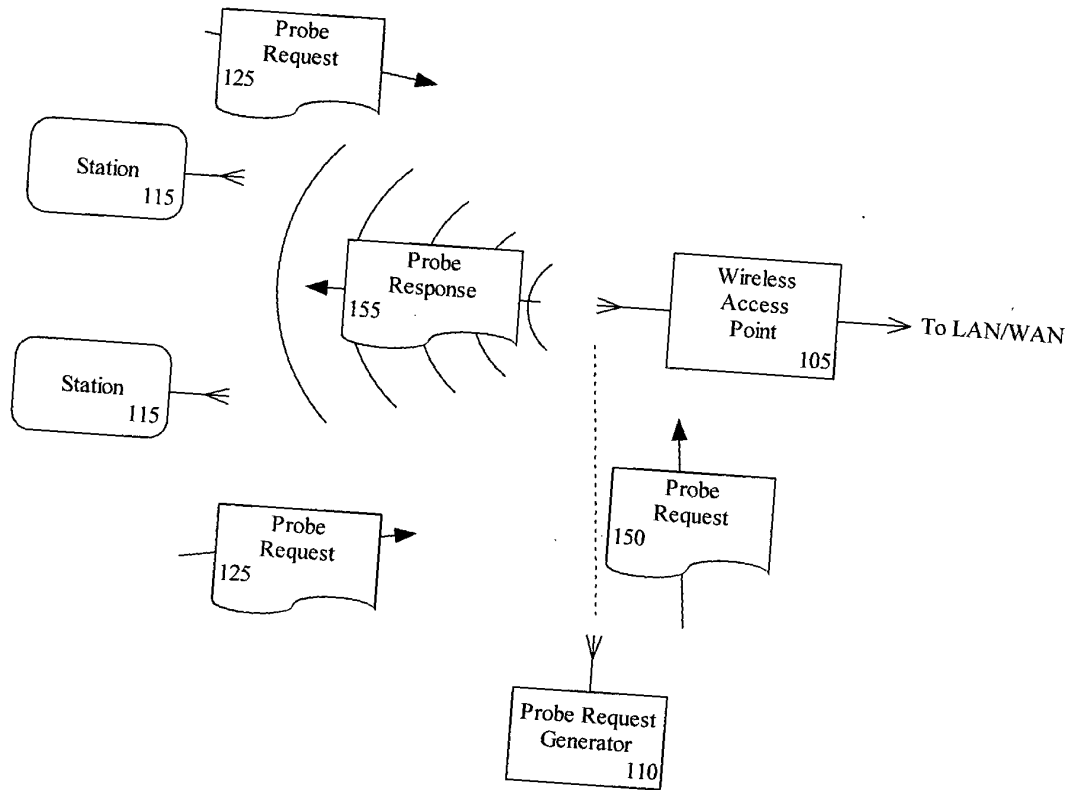 Probe
Request
125
Station
115
Probe
Response
155
Wireless
Access
Point
105
To LAN/WAN
Station
115
Probe
Request
150
Probe
Request
125
Probe Request
Generator
110